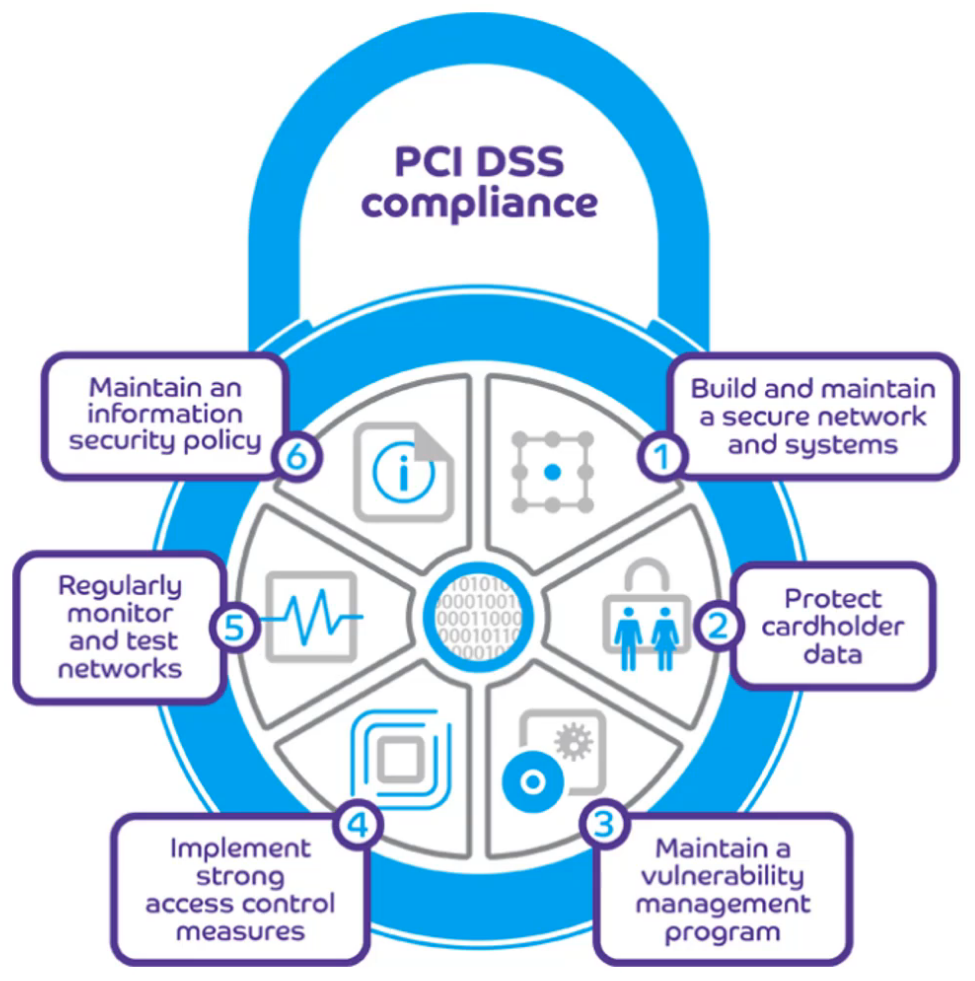 PCI DSS
compliance
Build and maintain
a secure network
and systems
1
Protect
cardholder
data
2
Maintain a
vulnerability
management
program
3
Implement
strong
access control
measures
4
Regularly
monitor
and test
networks
5
Maintain an
information
security policy
6
i